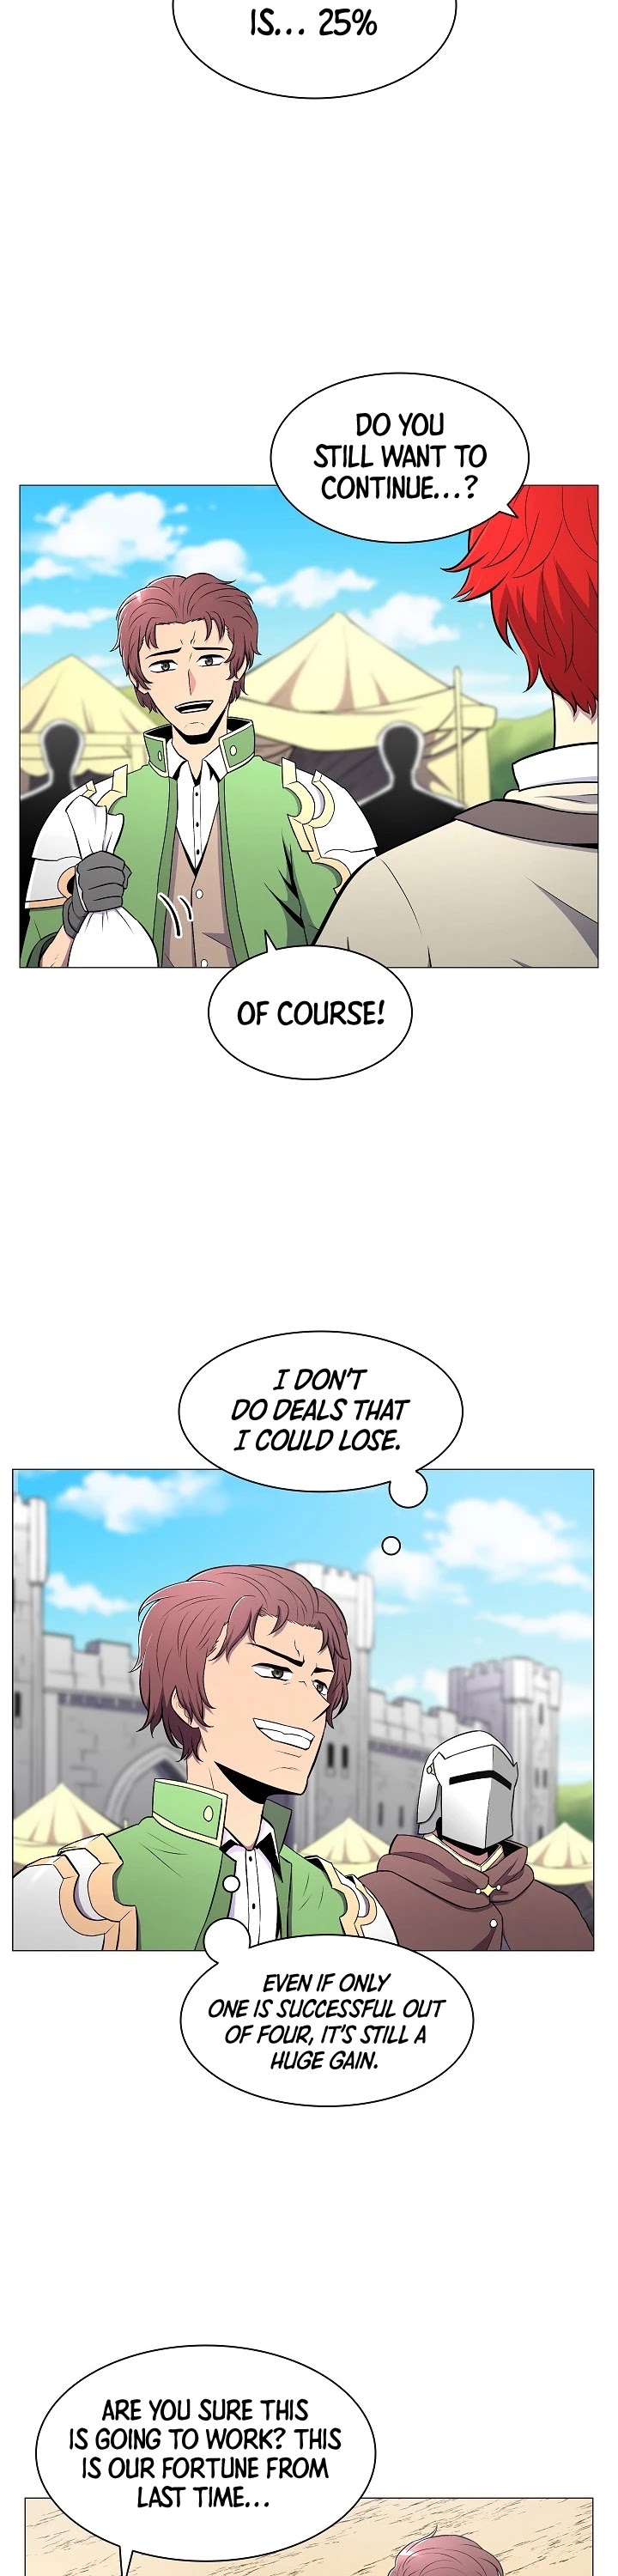 IS... 25%
DO YOU
STILL WANT TO
CONTINUE...?
OF COURSE!
I DON'T
DO DEALS THAT
I COULD LOSE.
EVEN IF ONLY
ONE IS SUCCESSFUL OUT
OF FOUR, IT'S STILL A
HUGE GAIN.
ARE YOU SURE THIS
IS GOING TO WORK? THIS
IS OUR FORTUNE FROM
LAST TIME...